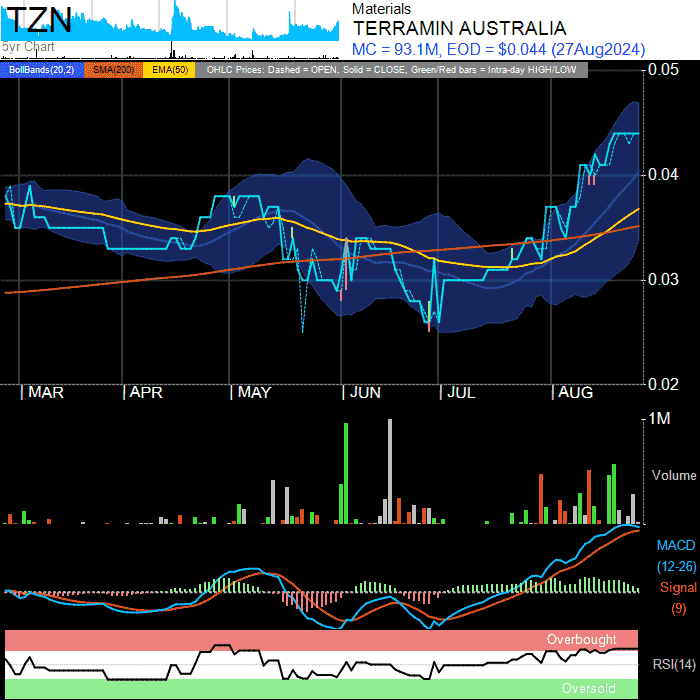 TZN
5yr Chart
Materials
TERRAMIN AUSTRALIA
MC = 93.1M, EOD = $0.044 (27Aug2024)
BollBands(20,2) SMA(200) EMA(50) OHLC Prices: Dashed = OPEN, Solid = CLOSE, Green/Red bars = Intra-day HIGH/LOW
0.05
0.04
0.03
0.02
MAR APR MAY JUN JUL AUG
1M
Volume
MACD
(12-26)
Signal
(9)
Overbought
RSI(14)
Oversold